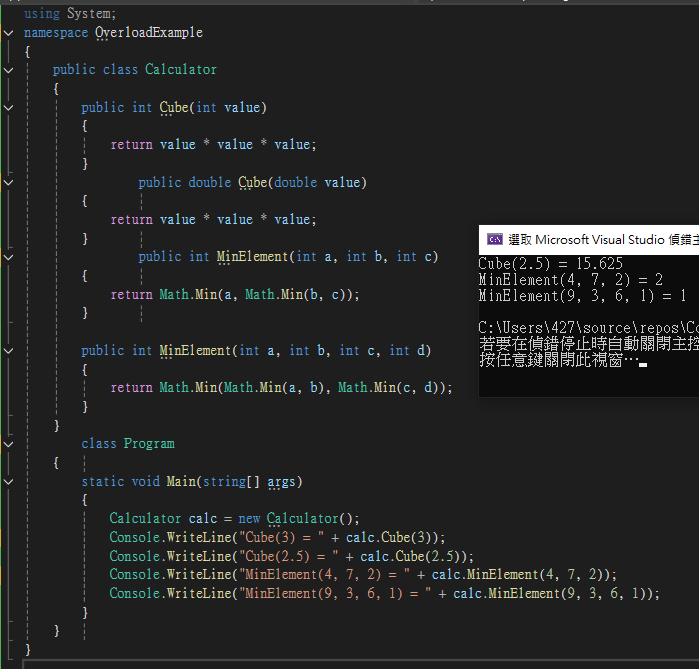 using System;
namespace OverloadExample
{
public class Calculator
{
public int Cube(int value)
{
return value * value * value;
}
public double Cube(double value)
{
return value * value * value;
}
public int MinElement(int a, int b, int c)
{
return Math.Min(a, Math.Min(b, c));
}
public int MinElement(int a, int b, int c, int d)
{
return Math.Min(Math.Min(a, b), Math.Min(c, d));
}
}
class Program
{
static void Main(string[] args)
{
Calculator calc = new Calculator();
Console.WriteLine("Cube(3) = " + calc.Cube(3));
Console.WriteLine("Cube(2.5) = " + calc.Cube(2.5));
Console.WriteLine("MinElement(4, 7, 2) = " + calc.MinElement(4, 7, 2));
Console.WriteLine("MinElement(9, 3, 6, 1) = " + calc.MinElement(9, 3, 6, 1));
}
}
}
選取 Microsoft Visual Studio 偵錯主
Cube(2.5) = 15.625
MinElement(4, 7, 2) = 2
MinElement(9, 3, 6, 1) = 1
C:\Users\427\source\repos\Co
若要在偵錯停止時自動關閉主控
按任意鍵關閉此視窗…